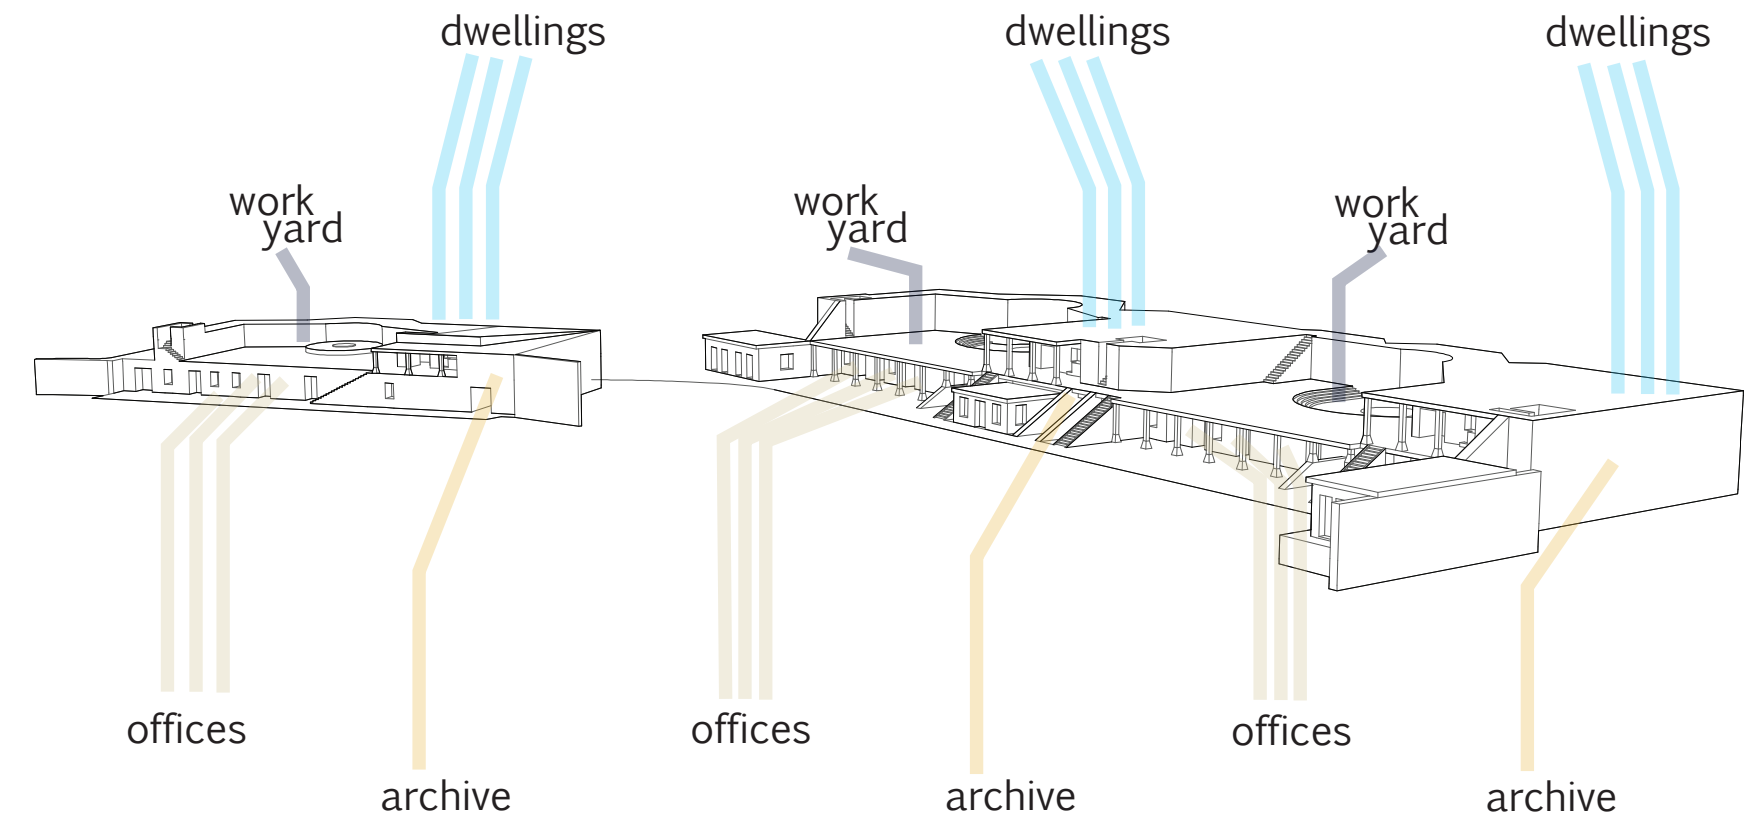 dwellings
dwellings
dwellings
work
yard
work
yard
work
yard
offices
offices
offices
archive
archive
archive